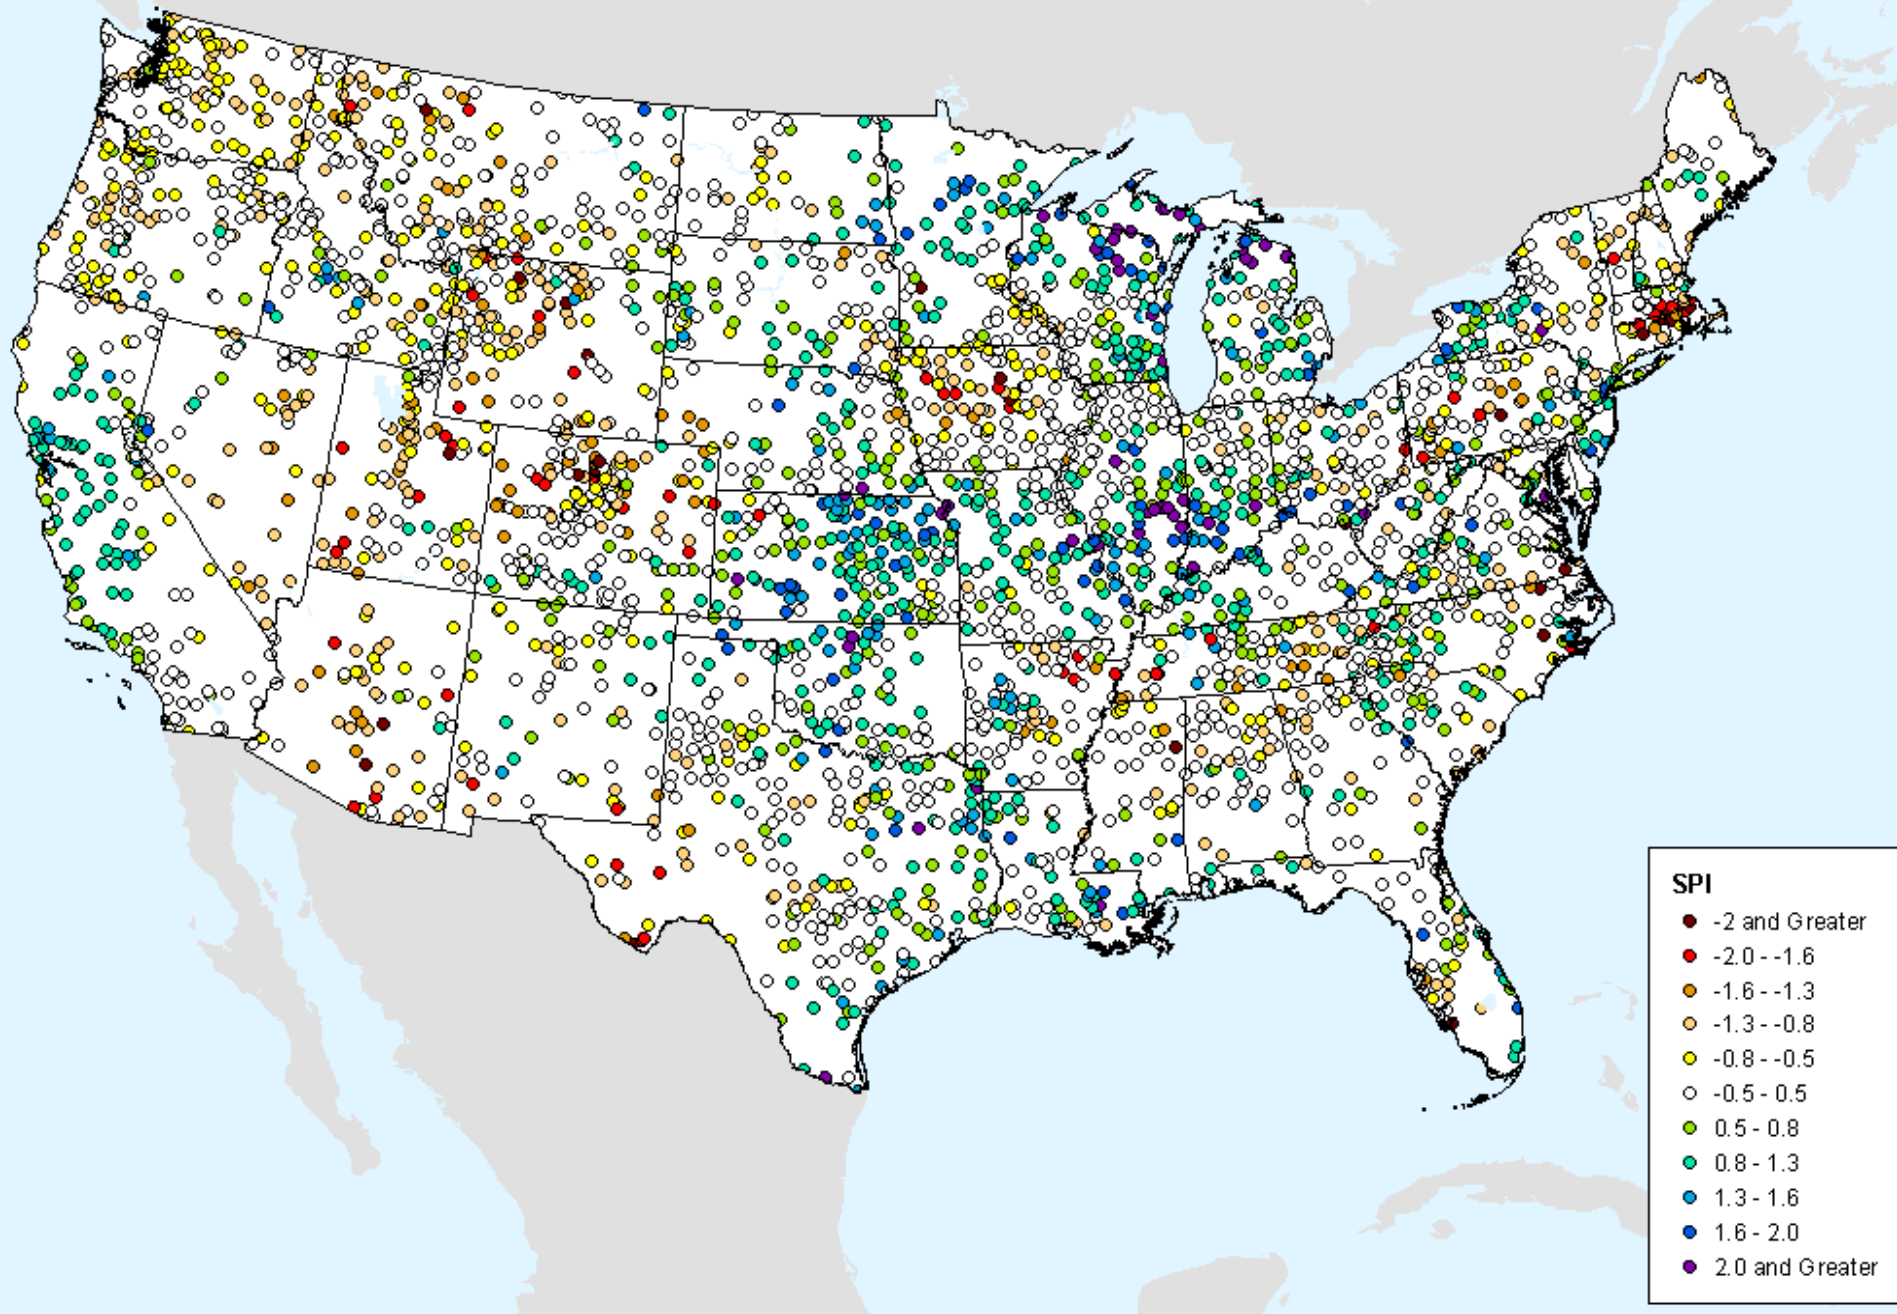 SPI
-2 and Greater
-2.0 - -1.6
-1.6 - -1.3
-1.3 - -0.8
-0.8 - -0.5
-0.5 - 0.5
0.5 - 0.8
0.8 - 1.3
1.3 - 1.6
1.6 - 2.0
2.0 and Greater